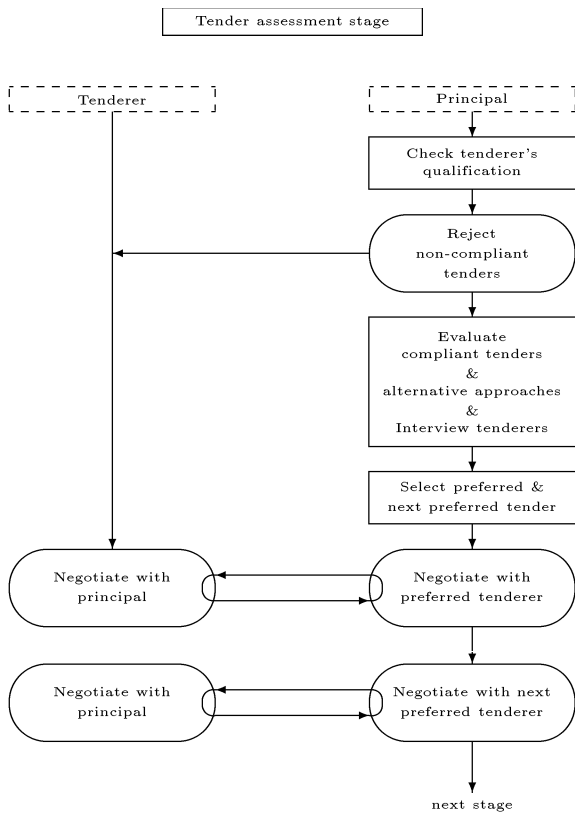 Tender assessment stage
Tenderer
Principal
Check tenderer's
qualification
Reject
non-compliant
tenders
Evaluate
compliant tenders
&
alternative approaches
&
Interview tenderers
Select preferred &
next preferred tender
Negotiate with
principal
Negotiate with
preferred tenderer
Negotiate with
principal
Negotiate with next
preferred tenderer
next stage